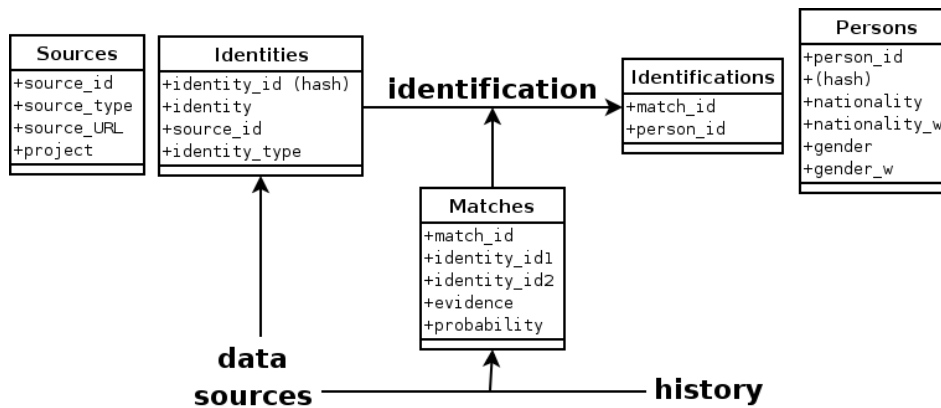 Sources
+source_id
+source_type
+source_URL
+project
Identities
+identity_id (hash)
+identity
+source_id
+identity_type
identification
Identifications
+match_id
+person_id
Persons
+person_id
+(hash)
+nationality
+nationality_w
+gender
+gender_w
Matches
+match_id
+identity_id1
+identity_id2
+evidence
+probability
data
sources
history